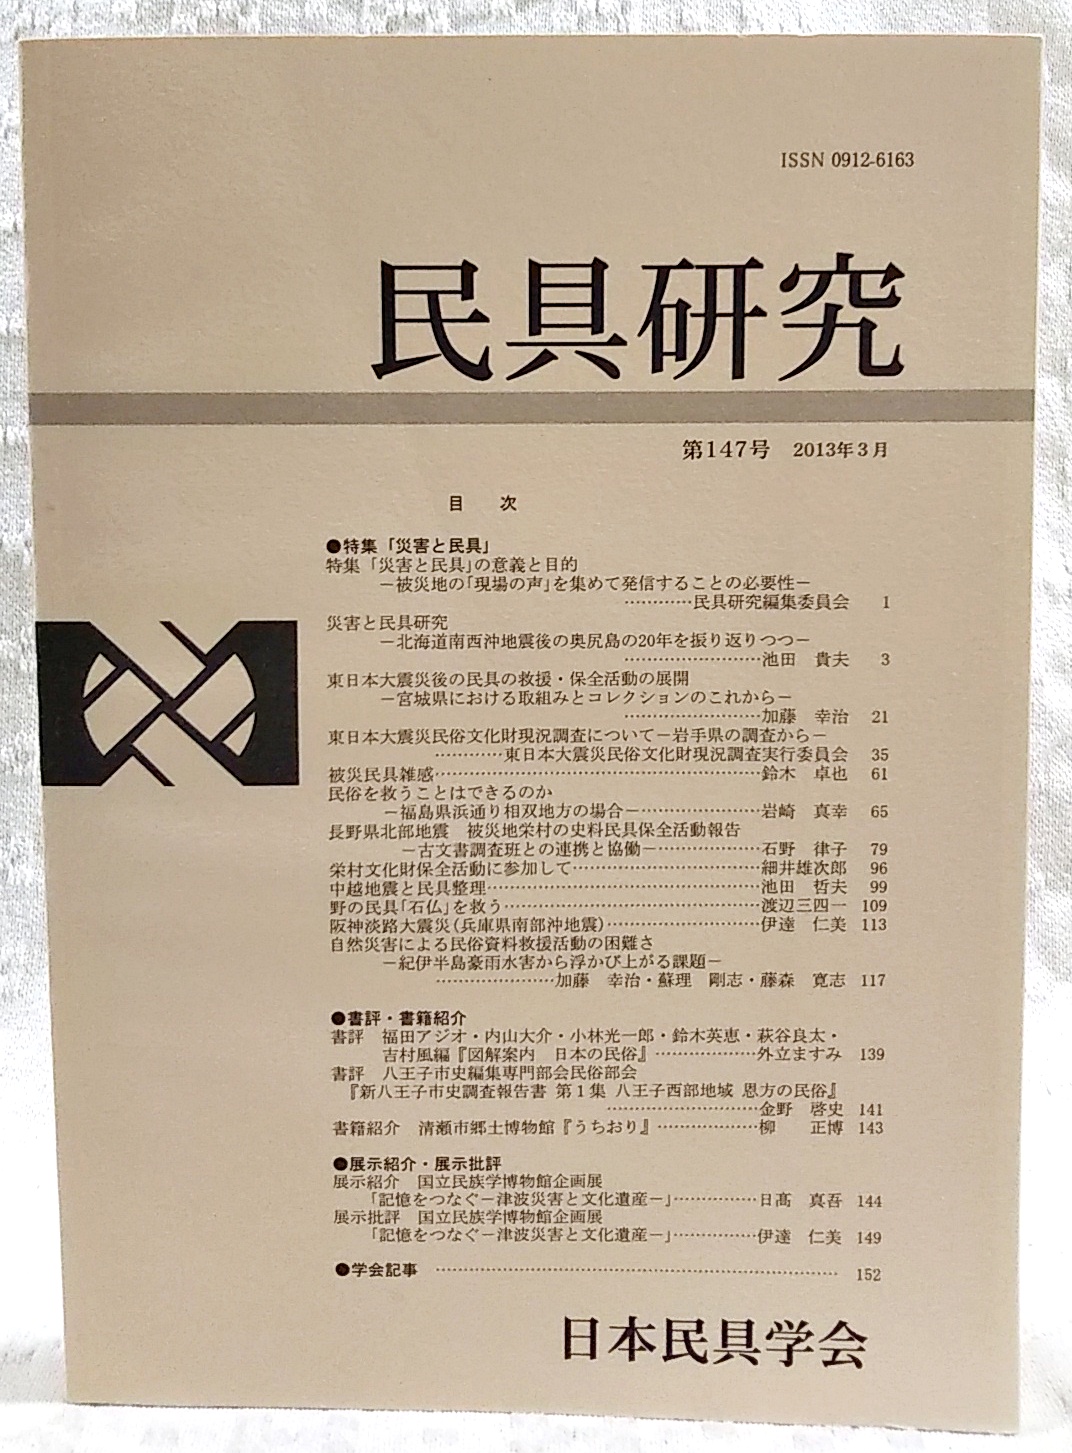 ISSN 0912-6163
民具研究
第147号 2013年3月
目 次
●特集「災害と民具」
特集「災害と民具」の意義と目的
－被災地の「現場の声」を集めて発信することの必要性－
…………民具研究編集委員会 1
災害と民具研究
－北海道南西沖地震後の奥尻島の20年を振り返りつつ－
……………………池田 貴夫 3
東日本大震災後の民具の救援・保全活動の展開
－宮城県における取組みとコレクションのこれから－
……………………加藤 幸治 21
東日本大震災民俗文化財現況調査について－岩手県の調査から－
…………東日本大震災民俗文化財現況調査実行委員会 35
被災民具雑感……………………………………………………鈴木 卓也 61
民俗を救うことはできるのか
－福島県浜通り相双地方の場合－…………………岩崎 真幸 65
長野県北部地震 被災地栄村の史料民具保全活動報告
－古文書調査班との連携と協働－………………石野 律子 79
栄村文化財保全活動に参加して……………………………細井雄次郎 96
中越地震と民具整理…………………………………………池田 哲夫 99
野の民具「石仏」を救う………………………………………渡辺三四一 109
阪神淡路大震災（兵庫県南部沖地震）………………………伊達 仁美 113
自然災害による民俗資料救援活動の困難さ
－紀伊半島豪雨水害から浮かび上がる課題－
…………………加藤 幸治・蘇理 剛志・藤森 寛志 117
●書評・書籍紹介
書評 福田アジオ・内山大介・小林光一郎・鈴木英恵・萩谷良太・
吉村風編『図解案内 日本の民俗』………………外立ますみ 139
書評 八王子市史編集専門部会民俗部会
『新八王子市史調査報告書 第1集 八王子西部地域 恩方の民俗』
………………………金野 啓史 141
書籍紹介 清瀬市郷土博物館『うちおり』………………柳 正博 143
●展示紹介・展示批評
展示紹介 国立民族学博物館企画展
「記憶をつなぐ－津波災害と文化遺産－」……………日髙 真吾 144
展示批評 国立民族学博物館企画展
「記憶をつなぐ－津波災害と文化遺産－」……………伊達 仁美 149
●学会記事 ………………………………………………………………… 152
日本民具学会